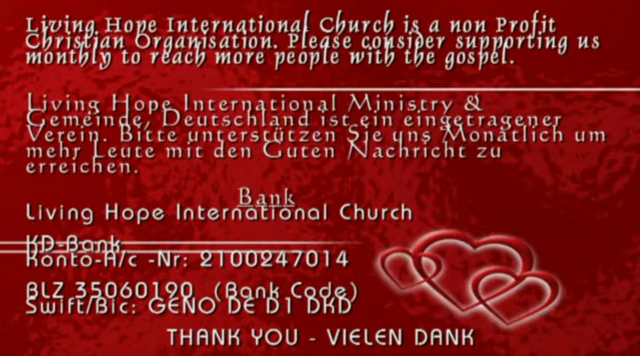 Living Hope International Church is a non Profit
Christian Organisation. Please consider supporting us
monthly to reach more people with the gospel.
Living Hope International Ministry &
Gemeinde, Deutschland ist ein eingetragener
Verein. Bitte unterstützen Sie uns Monatlich um
mehr Leute mit den Guten Nachricht zu
erreichen.
Bank
Living Hope International Church
KD-Bank
Konto-A/c -Nr: 2100247014
BLZ 35060190 (Bank Code)
Swift/Bic: GENO DE D1 DKD
THANK YOU - VIELEN DANK